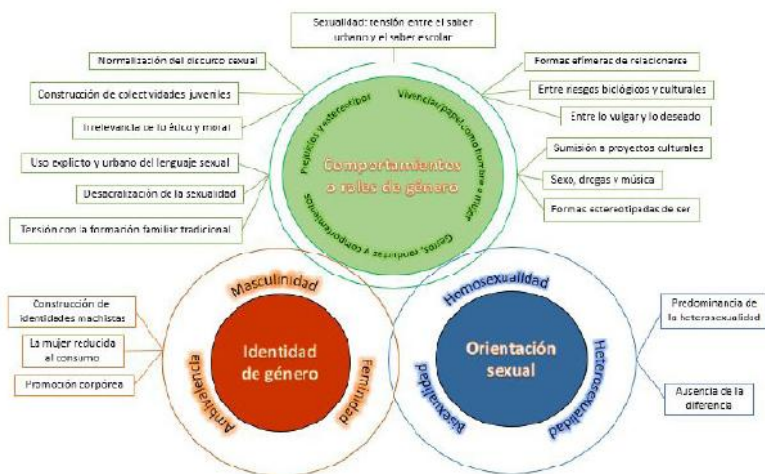 Sexualidad: tensión entre el saber
urbano y el saber escolar
Normalización del discurso sexual
Construcción de colectividades juveniles
Irrelevancia de lo ético y moral
Uso explícito y urbano del lenguaje sexual
Desacralización de la sexualidad
Tensión con la formación familiar tradicional
Formas efímeras de relacionarse
Entre riesgos biológicos y culturales
Entre lo vulgar y lo deseado
Sumisión a proyectos culturales
Sexo, drogas y música
Formas estereotipadas de ser
Prejuicios y estereotipos
Vivencias/papel como hombre o mujer
Comportamientos
o roles de género
Gestos, conductas y comportamientos
Construcción de
identidades machistas
La mujer reducida
al consumo
Promoción corpórea
Masculinidad
Ambivalencia
Feminidad
Identidad
de género
Homosexualidad
Bisexualidad
Heterosexualidad
Orientación
sexual
Predominancia de
la heterosexualidad
Ausencia de la
diferencia